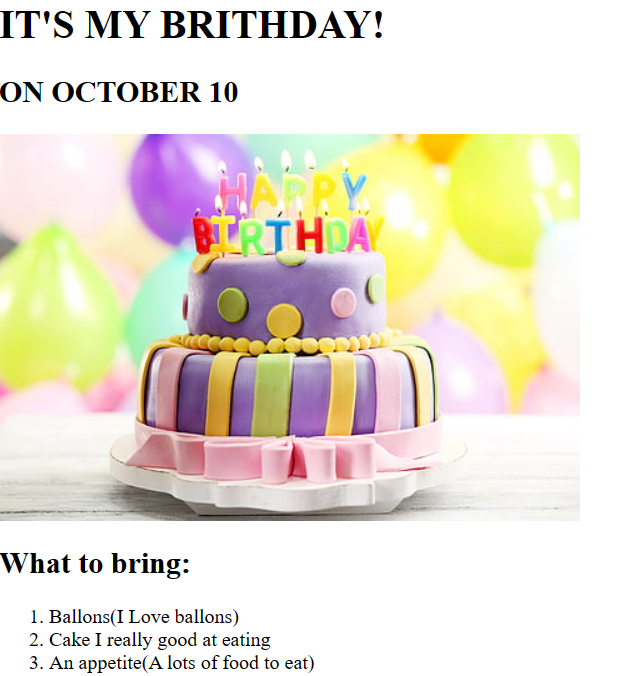 IT'S MY BRITHDAY!
ON OCTOBER 10
HAPPY
BIRTHDAY
What to bring:
1. Ballons(I Love ballons)
2. Cake I really good at eating
3. An appetite(A lots of food to eat)